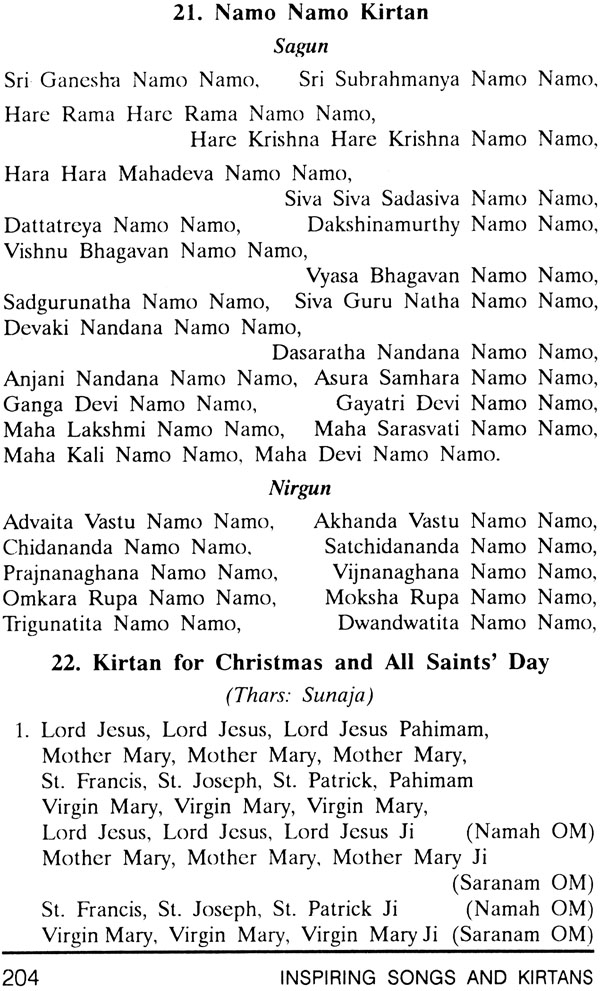 21. Namo Namo Kirtan
Sagun
Sri Ganesha Namo Namo, Sri Subrahmanya Namo Namo,
Hare Rama Hare Rama Namo Namo,
Hare Krishna Hare Krishna Namo Namo,
Hara Hara Mahadeva Namo Namo,
Siva Siva Sadasiva Namo Namo,
Dattatreya Namo Namo, Dakshinamurthy Namo Namo,
Vishnu Bhagavan Namo Namo,
Vyasa Bhagavan Namo Namo,
Sadgurunatha Namo Namo, Siva Guru Natha Namo Namo,
Devaki Nandana Namo Namo,
Dasaratha Nandana Namo Namo,
Anjani Nandana Namo Namo, Asura Samhara Namo Namo,
Ganga Devi Namo Namo, Gayatri Devi Namo Namo,
Maha Lakshmi Namo Namo, Maha Sarasvati Namo Namo,
Maha Kali Namo Namo, Maha Devi Namo Namo.
Nirgun
Advaita Vastu Namo Namo, Akhanda Vastu Namo Namo,
Chidananda Namo Namo, Satchidananda Namo Namo,
Prajnanaghana Namo Namo, Vijnanaghana Namo Namo,
Omkara Rupa Namo Namo, Moksha Rupa Namo Namo,
Trigunatita Namo Namo, Dwandwatita Namo Namo,
22. Kirtan for Christmas and All Saints' Day
(Thars: Sunaja)
1. Lord Jesus, Lord Jesus, Lord Jesus Pahimam,
Mother Mary, Mother Mary, Mother Mary,
St. Francis, St. Joseph, St. Patrick, Pahimam
Virgin Mary, Virgin Mary, Virgin Mary,
Lord Jesus, Lord Jesus, Lord Jesus Ji (Namah OM)
Mother Mary, Mother Mary, Mother Mary Ji
(Saranam OM)
St. Francis, St. Joseph, St. Patrick Ji (Namah OM)
Virgin Mary, Virgin Mary, Virgin Mary Ji (Saranam OM)
204 INSPIRING SONGS AND KIRTANS